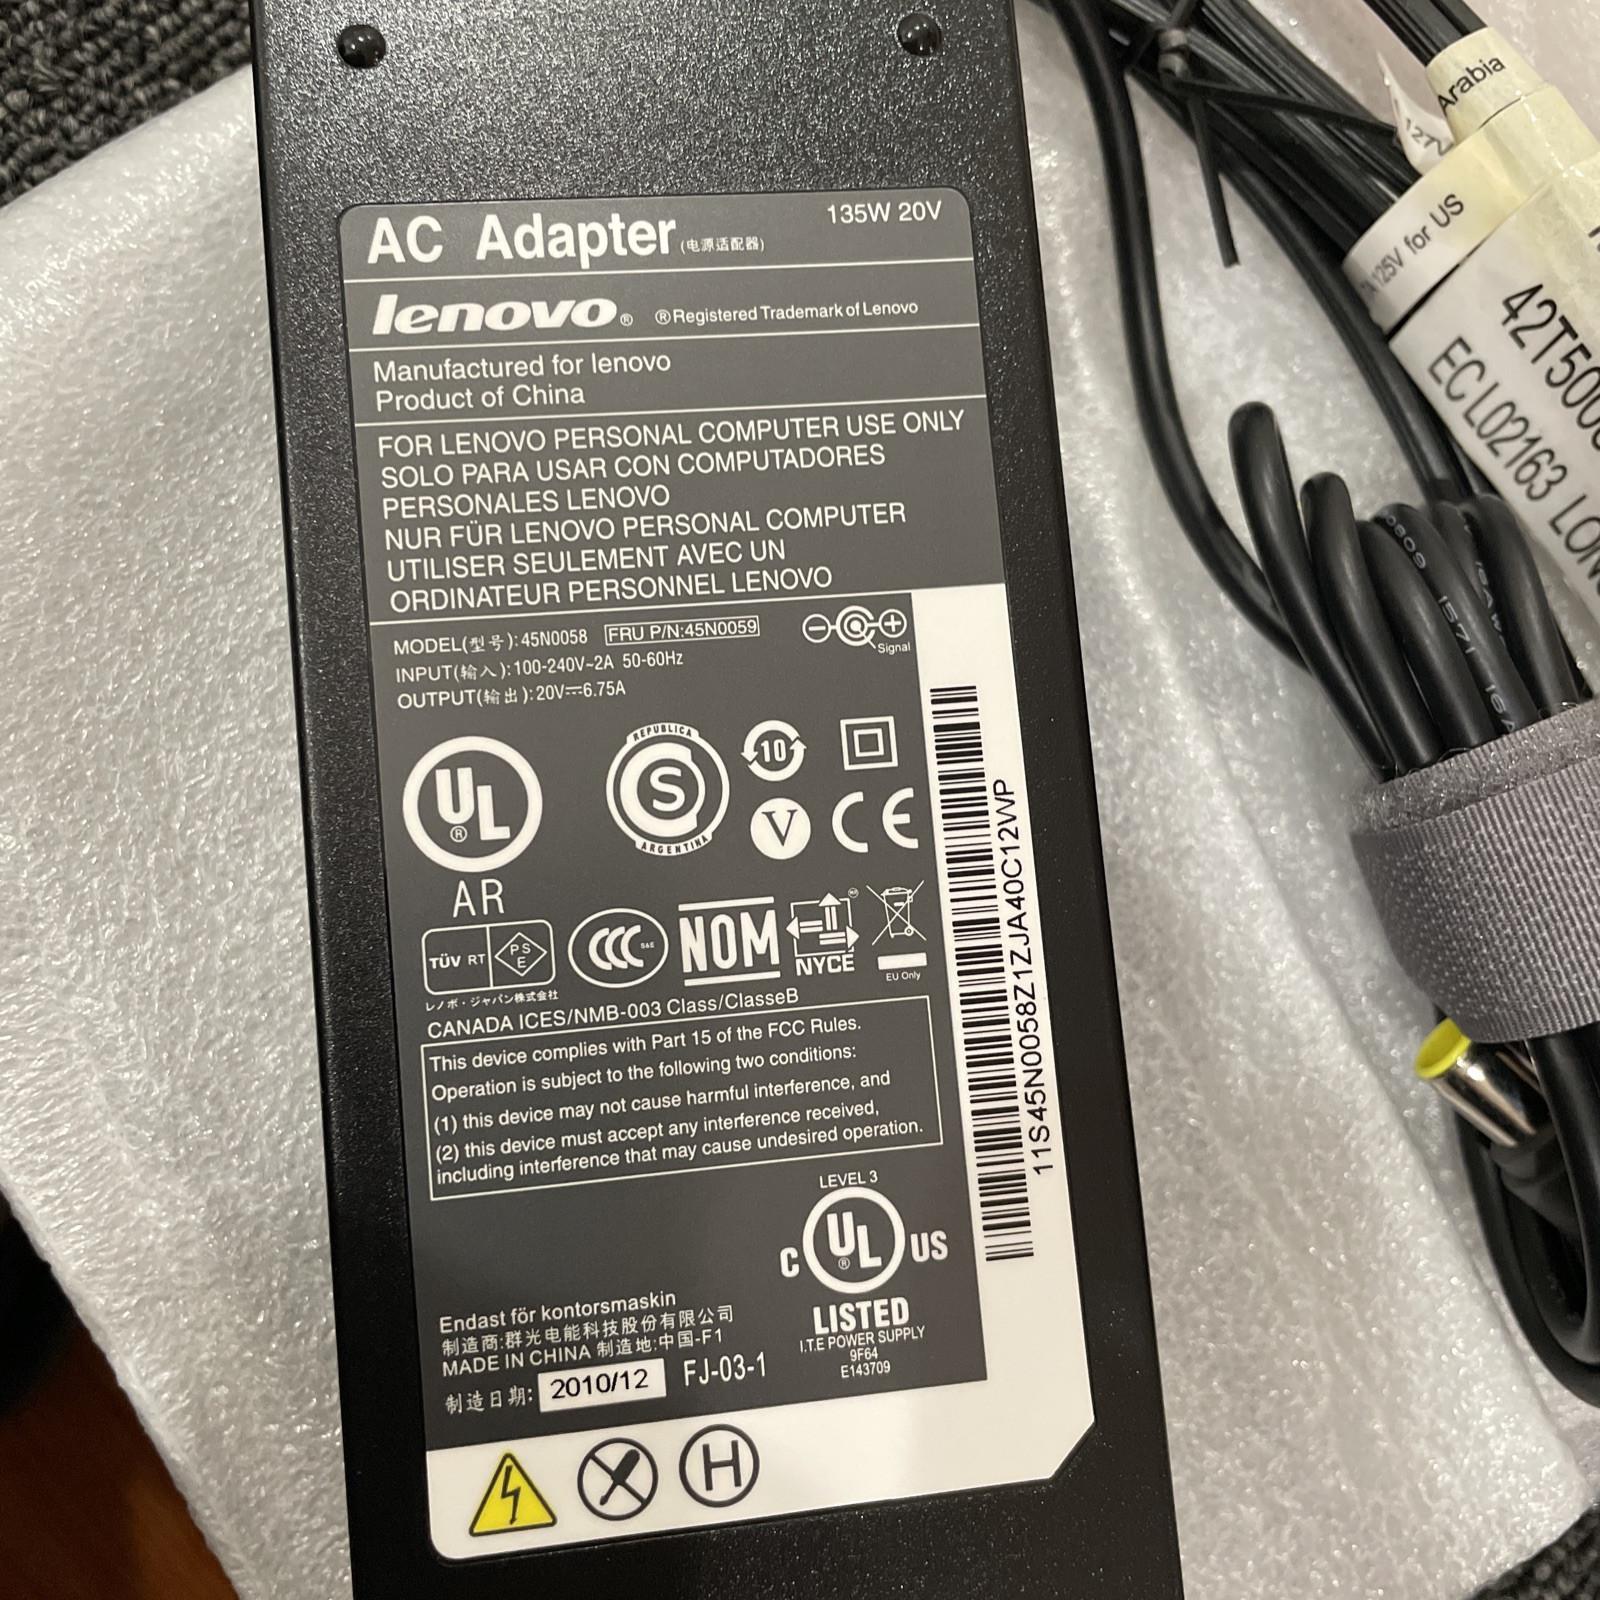 AC Adapter (电源适配器) 135W 20V
lenovo® ®Registered Trademark of Lenovo
Manufactured for lenovo
Product of China
FOR LENOVO PERSONAL COMPUTER USE ONLY
SOLO PARA USAR CON COMPUTADORES
PERSONALES LENOVO
NUR FÜR LENOVO PERSONAL COMPUTER
UTILISER SEULEMENT AVEC UN
ORDINATEUR PERSONNEL LENOVO
MODEL(型号):45N0058 FRU P/N:45N0059
INPUT(输入):100-240V~2A 50-60Hz
OUTPUT(输出):20V⎓6.75A
Signal
UL®
AR
REPUBLICA
S
ARGENTINA
10
V
CE
TÜV RT
PS
E
CCC S&E
NOM
NYCE
EU Only
レノボ・ジャパン株式会社
CANADA ICES/NMB-003 Class/ClasseB
This device complies with Part 15 of the FCC Rules.
Operation is subject to the following two conditions:
(1) this device may not cause harmful interference, and
(2) this device must accept any interference received,
including interference that may cause undesired operation.
LEVEL 3
C UL® US
LISTED
I.T.E POWER SUPPLY
9F64
E143709
Endast för kontorsmaskin
制造商:群光电能科技股份有限公司
MADE IN CHINA 制造地:中国-F1
制造日期: 2010/12 FJ-03-1
H
11S45N0058Z1ZJA40C12WP
Arabia
125V for US
ECL02163